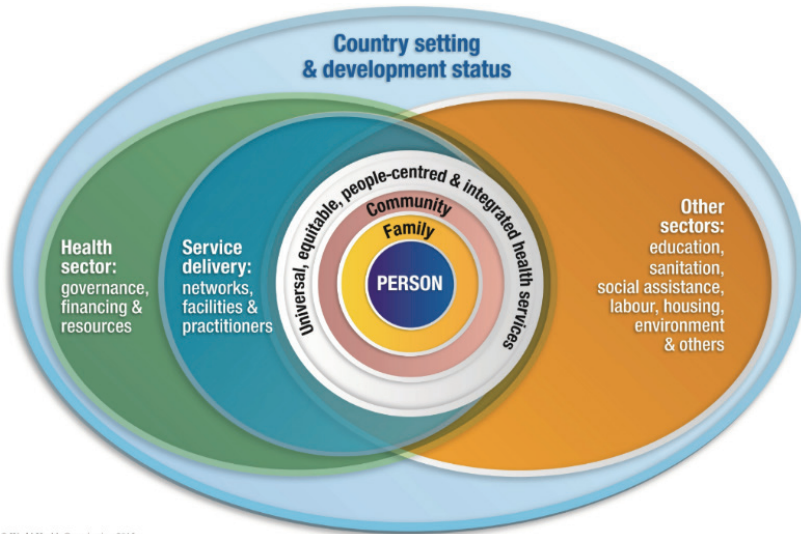 Country setting
& development status
Universal, equitable, people-centred & integrated health services
Community
Family
PERSON
Health
sector:
governance,
financing &
resources
Service
delivery:
networks,
facilities &
practitioners
Other
sectors:
education,
sanitation,
social assistance,
labour, housing,
environment
& others